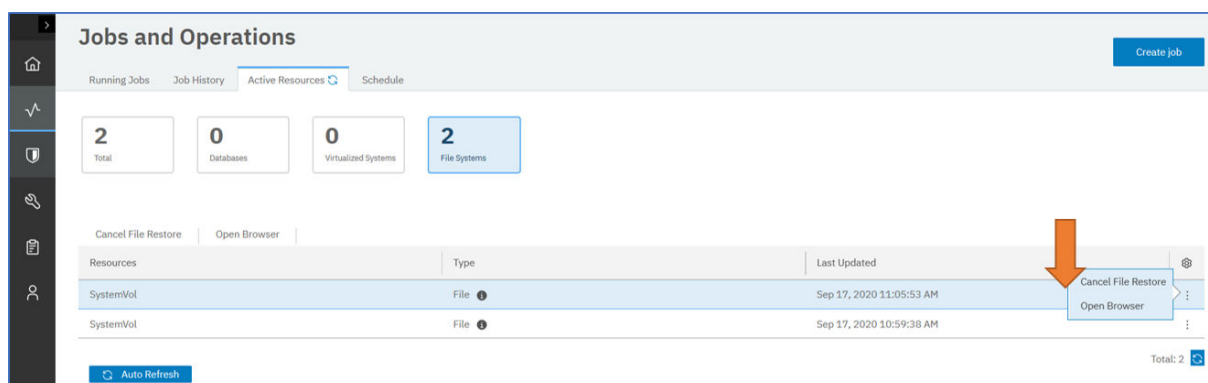 Jobs and Operations
Create job
Running Jobs Job History Active Resources Schedule
2 0 0 2
Total Databases Virtualized Systems File Systems
Cancel File Restore Open Browser
Resources Type Last Updated
Cancel File Restore
SystemVol File Sep 17, 2020 11:05:53 AM
Open Browser
SystemVol File Sep 17, 2020 10:59:38 AM
Total: 2
Auto Refresh